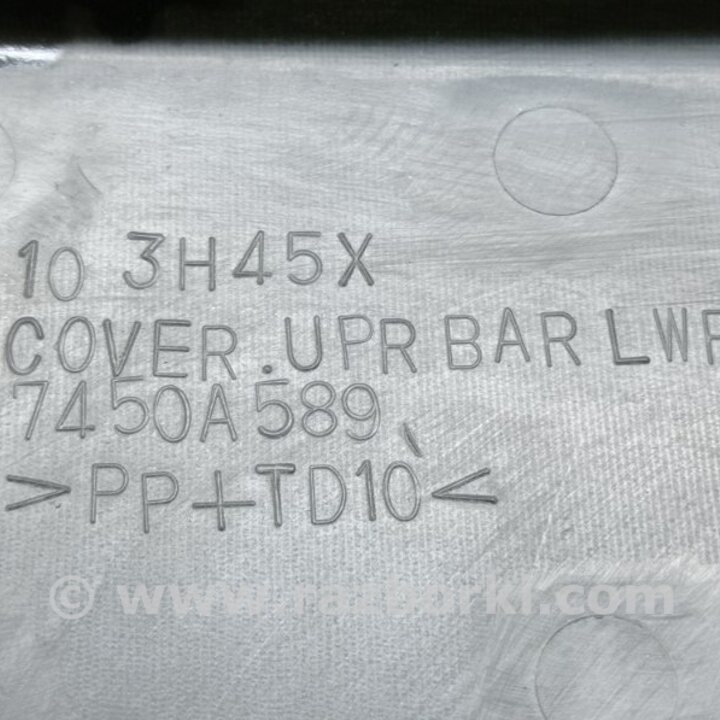 10 3H45X
COVER.UPR BAR LWR
7450A589
>PP+TD10<
© www.razborki.com